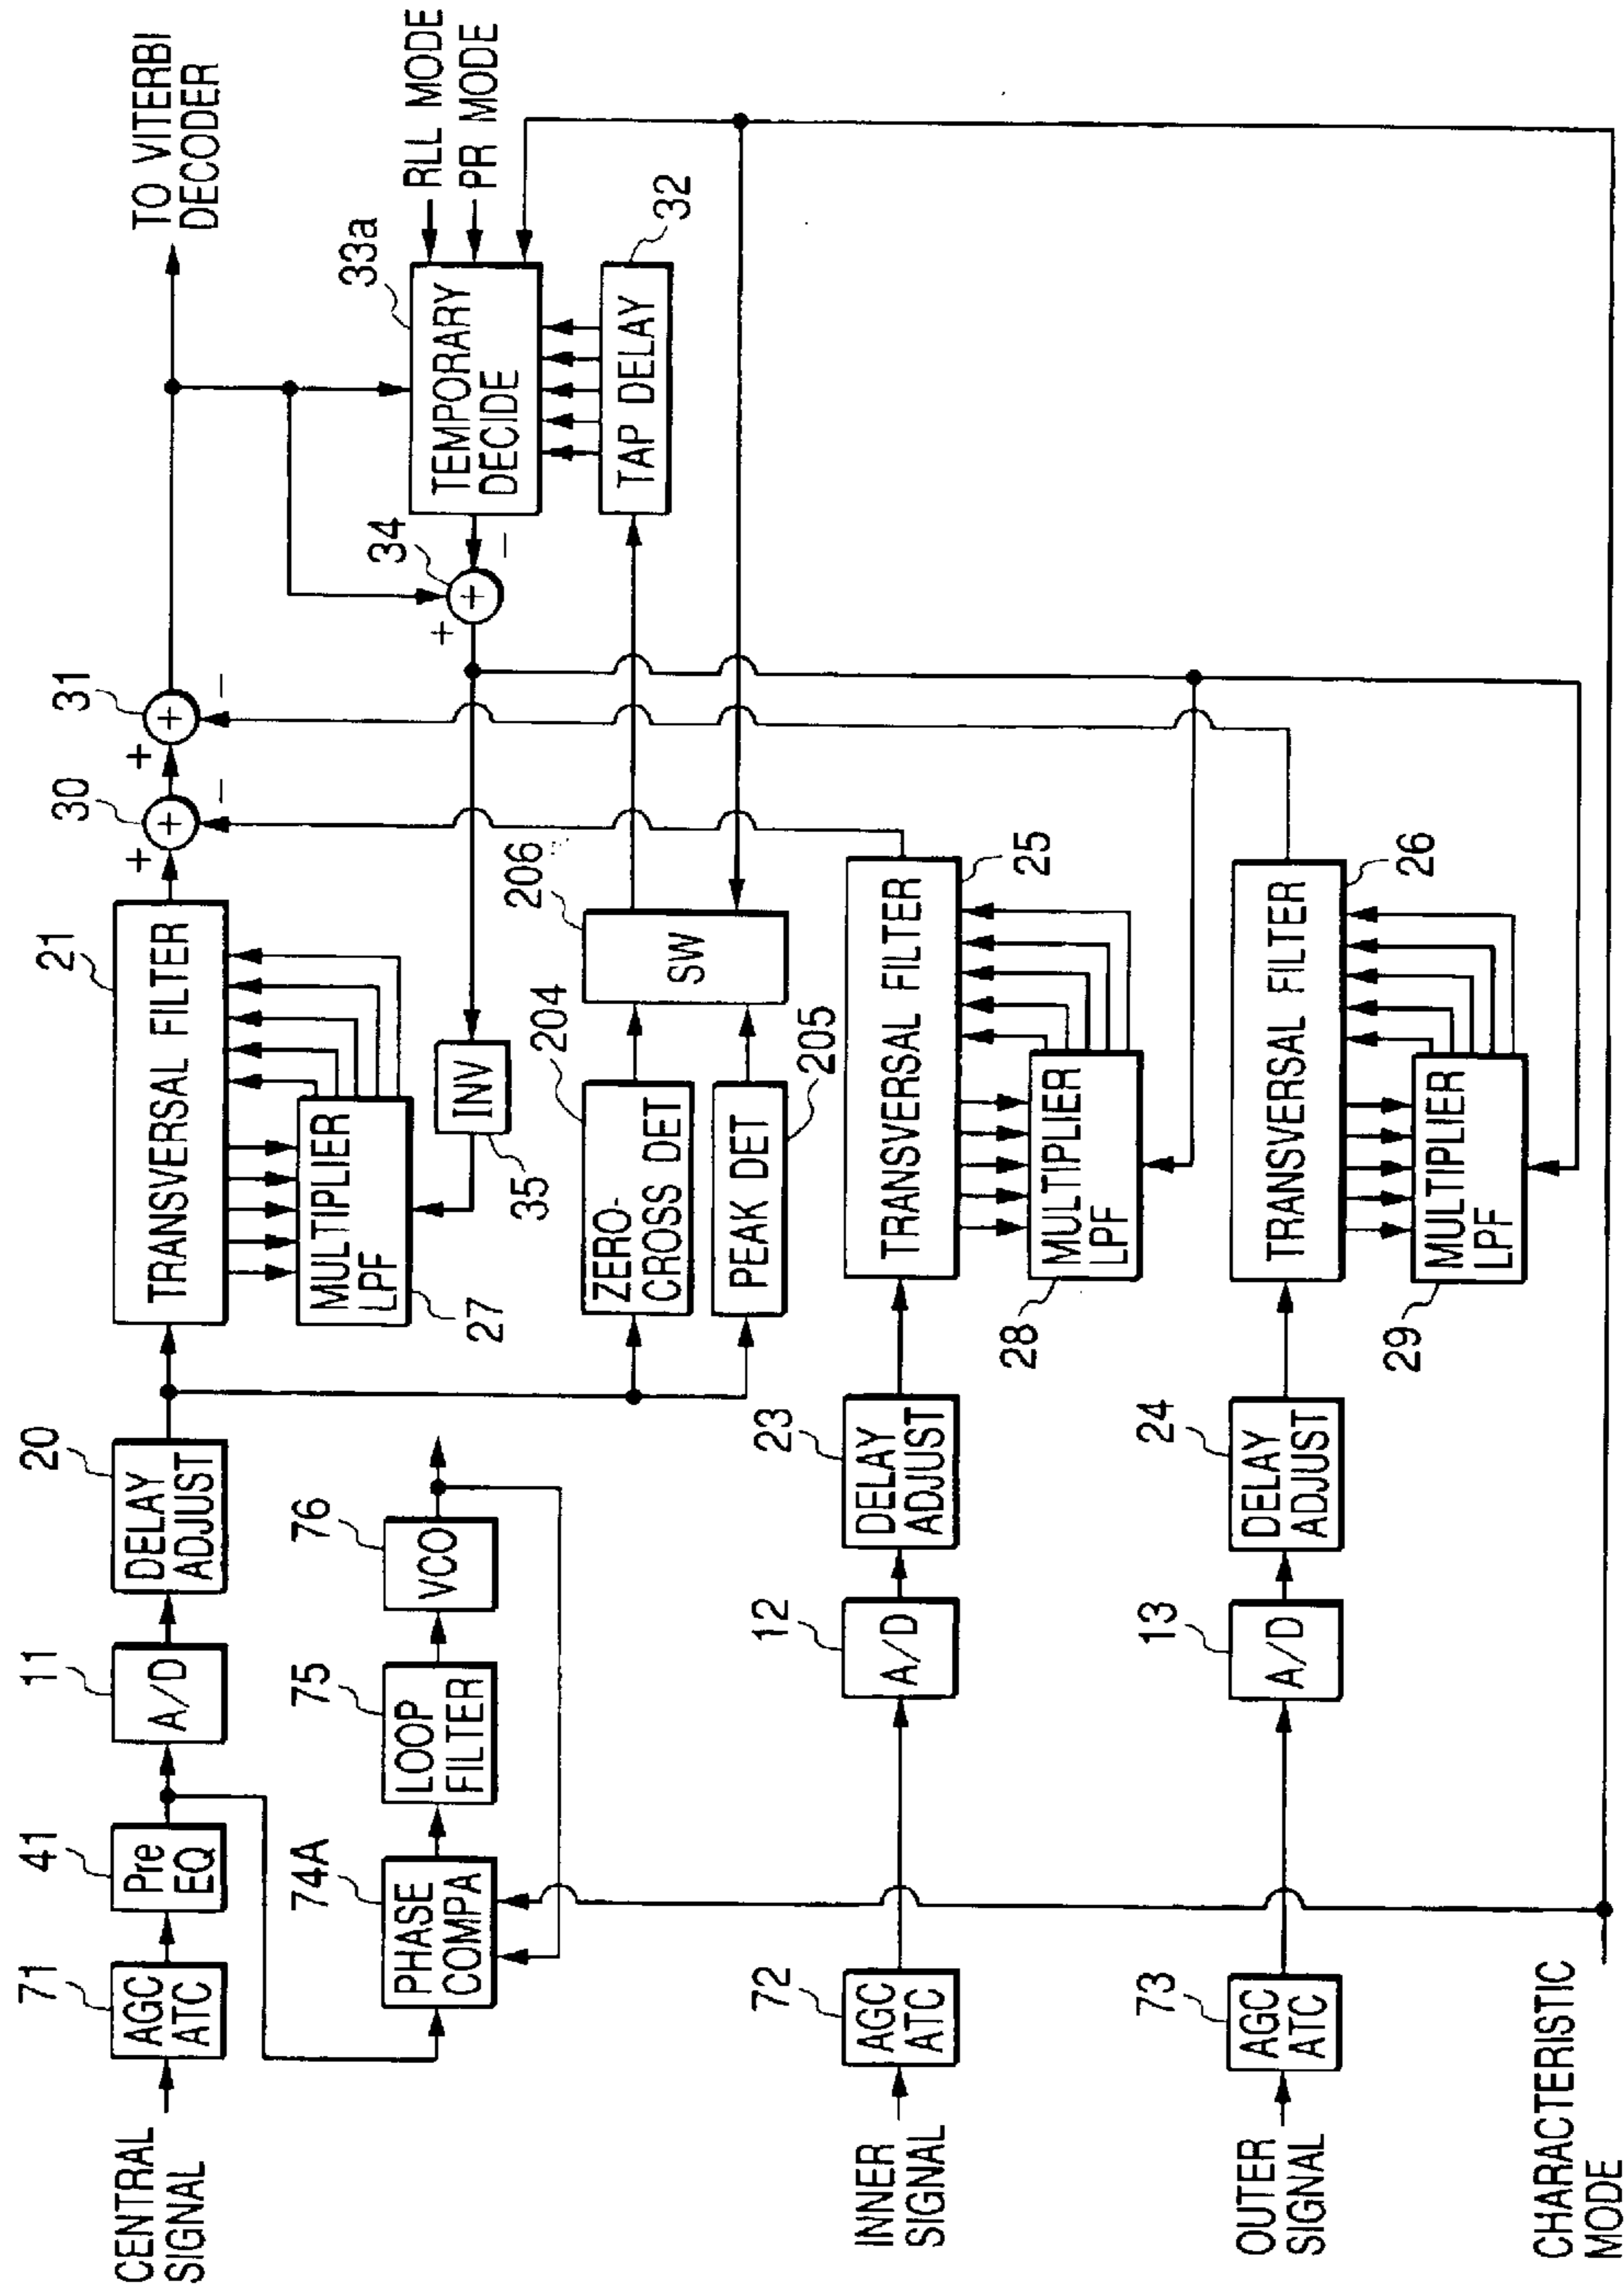 CENTRAL
SIGNAL
71
AGC
ATC
41
Pre
EQ
11
A/D
20
DELAY
ADJUST
21
TRANSVERSAL FILTER
30
+
+
−
31
+
+
−
TO VITERBI
DECODER
MULTIPLIER
LPF
27
74A
PHASE
COMPA
75
LOOP
FILTER
76
VCO
INV
35
34
+
+
−
33a
TEMPORARY
DECIDE
RLL MODE
PR MODE
TAP DELAY
32
204
ZERO-
CROSS DET
PEAK DET
205
206
SW
INNER
SIGNAL
72
AGC
ATC
12
A/D
23
DELAY
ADJUST
TRANSVERSAL FILTER
25
MULTIPLIER
LPF
28
OUTER
SIGNAL
73
AGC
ATC
13
A/D
24
DELAY
ADJUST
TRANSVERSAL FILTER
26
MULTIPLIER
LPF
29
CHARACTERISTIC
MODE